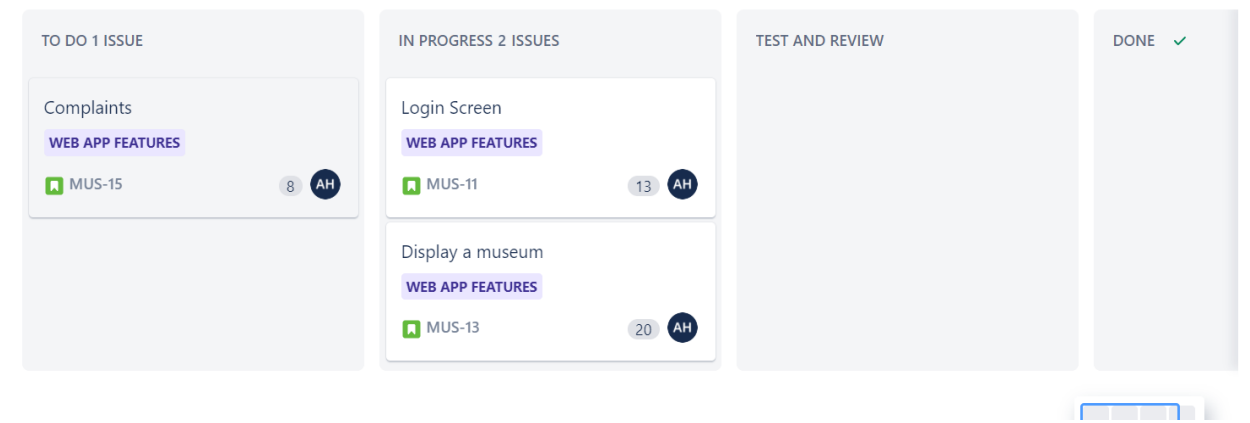 TO DO 1 ISSUE
Complaints
WEB APP FEATURES
MUS-15 8 AH
IN PROGRESS 2 ISSUES
Login Screen
WEB APP FEATURES
MUS-11 13 AH
Display a museum
WEB APP FEATURES
MUS-13 20 AH
TEST AND REVIEW
DONE